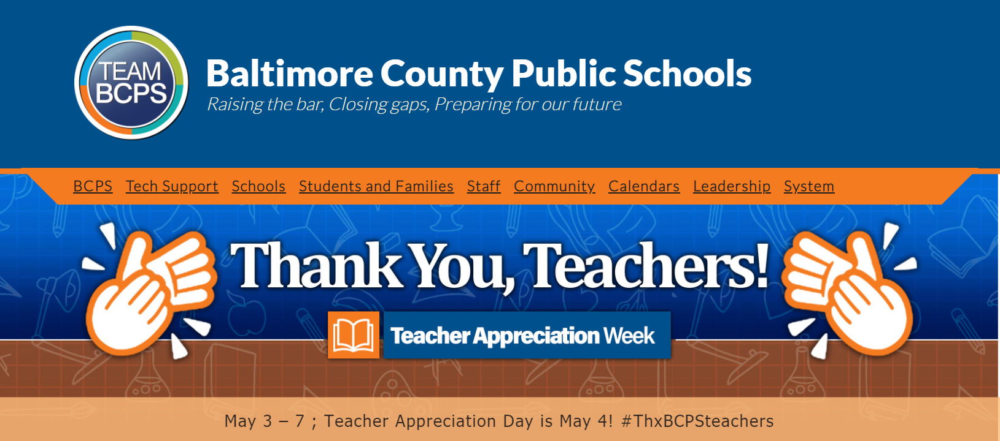 TEAM
BCPS
Baltimore County Public Schools
Raising the bar, Closing gaps, Preparing for our future
BCPS Tech Support Schools Students and Families Staff Community Calendars Leadership System
Thank You, Teachers!
Teacher Appreciation Week
May 3 – 7 ; Teacher Appreciation Day is May 4! #ThxBCPSteachers